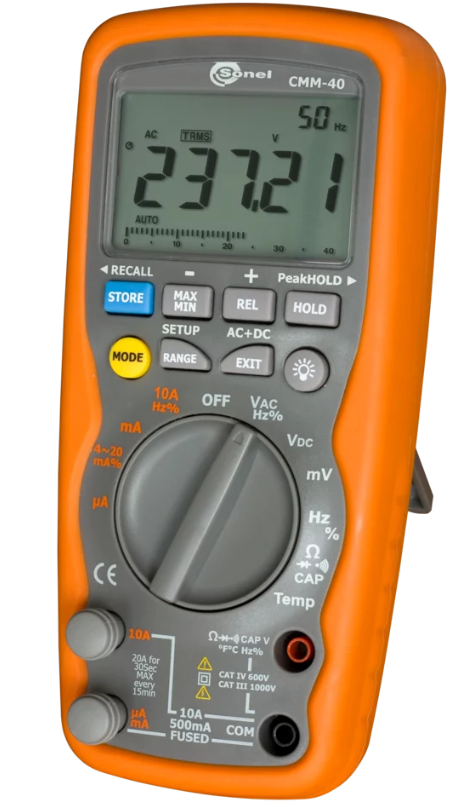 Sonel
CMM-40
50 Hz
AC TRMS V
237.21
AUTO
0 10 20 30 40
◀ RECALL - + PeakHOLD ▶
STORE MAX MIN REL HOLD
SETUP AC+DC
MODE RANGE EXIT
10A
Hz%
OFF
VAC
Hz%
mA
VDC
4~20
mA%
mV
µA
Hz
%
Ω
CAP
CE
Temp
10A
Ω CAP V
°F°C Hz%
20A for
30Sec
MAX
every
15min
CAT IV 600V
CAT III 1000V
µA
mA
10A
500mA
FUSED
COM